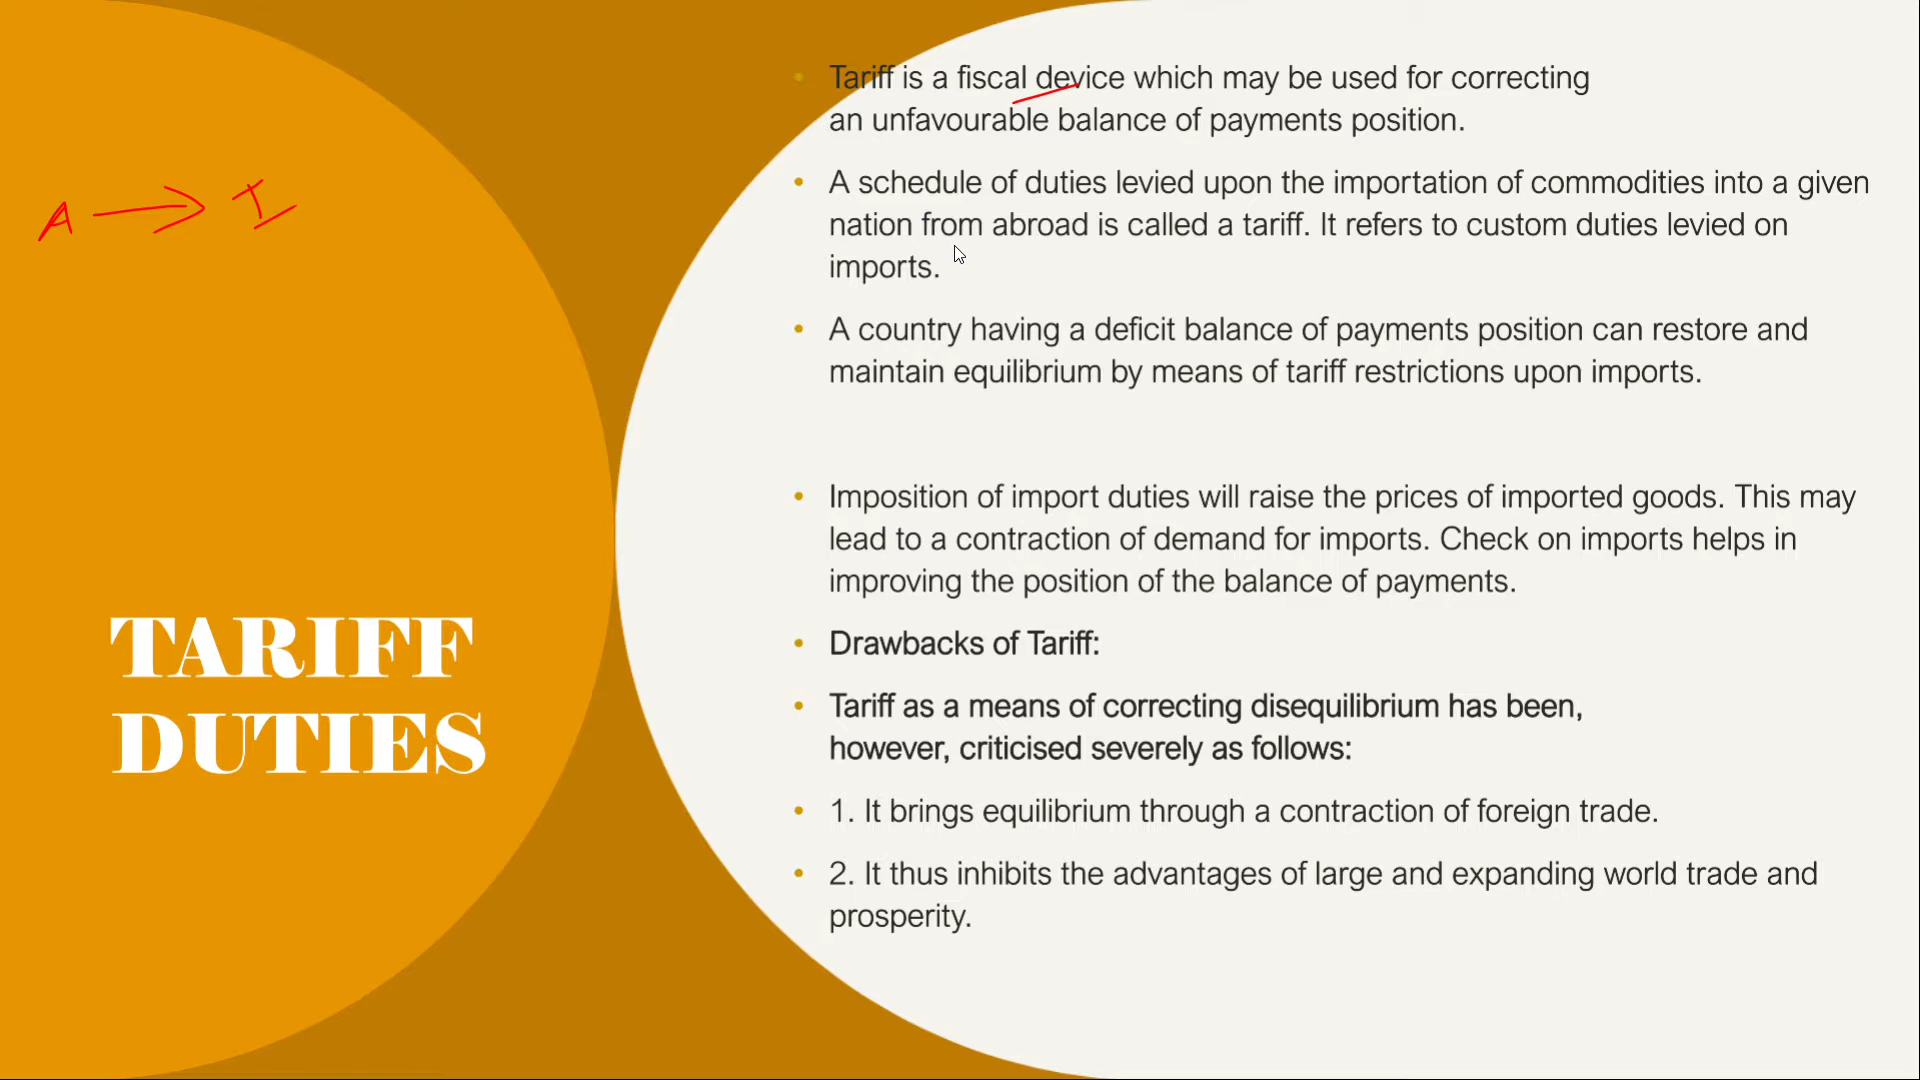 A → I
TARIFF
DUTIES
• Tariff is a fiscal device which may be used for correcting
an unfavourable balance of payments position.
• A schedule of duties levied upon the importation of commodities into a given
nation from abroad is called a tariff. It refers to custom duties levied on
imports.
• A country having a deficit balance of payments position can restore and
maintain equilibrium by means of tariff restrictions upon imports.
• Imposition of import duties will raise the prices of imported goods. This may
lead to a contraction of demand for imports. Check on imports helps in
improving the position of the balance of payments.
• Drawbacks of Tariff:
• Tariff as a means of correcting disequilibrium has been,
however, criticised severely as follows:
• 1. It brings equilibrium through a contraction of foreign trade.
• 2. It thus inhibits the advantages of large and expanding world trade and
prosperity.